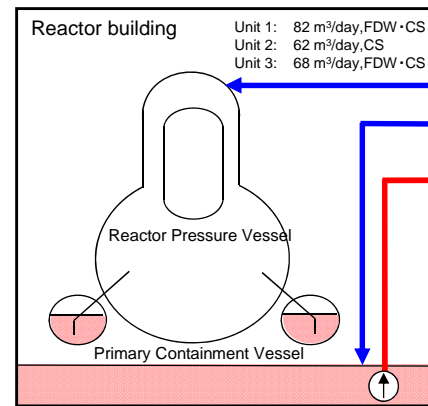 Reactor building
Unit 1: 82 m³/day,FDW・CS
Unit 2: 62 m³/day,CS
Unit 3: 68 m³/day,FDW・CS
Reactor Pressure Vessel
Primary Containment Vessel